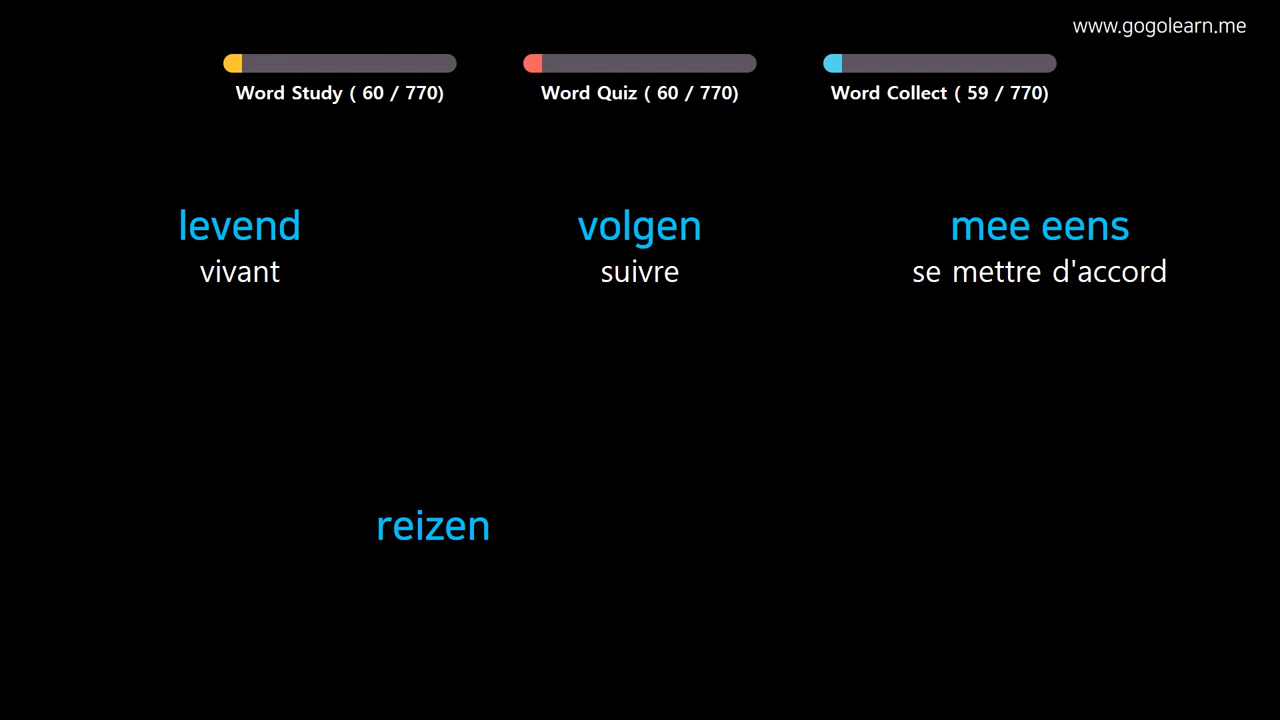 www.gogolearn.me
Word Study ( 60 / 770)
Word Quiz ( 60 / 770)
Word Collect ( 59 / 770)
levend
vivant
volgen
suivre
mee eens
se mettre d'accord
reizen